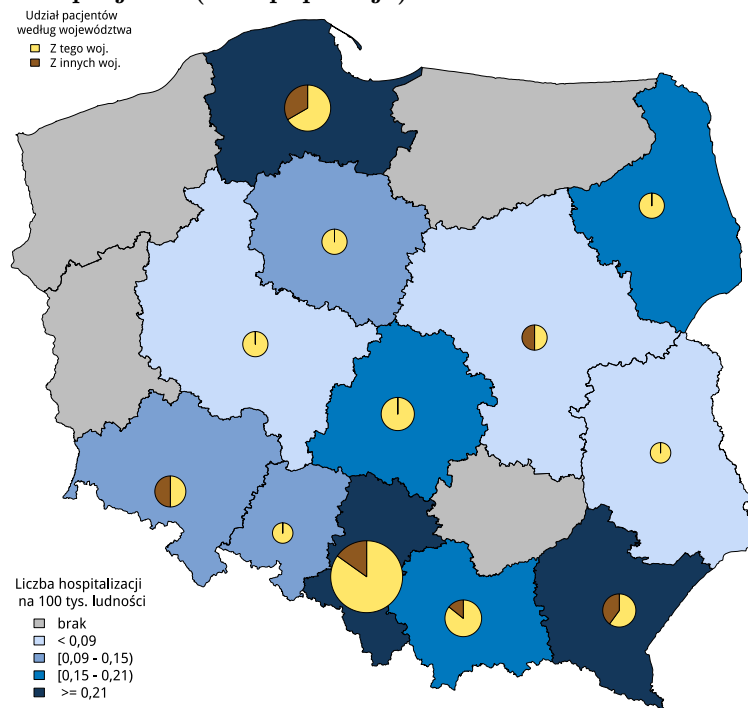 Udział pacjentów
według województwa
Z tego woj.
Z innych woj.
Liczba hospitalizacji
na 100 tys. ludności
brak
< 0,09
[0,09 - 0,15)
[0,15 - 0,21)
>= 0,21